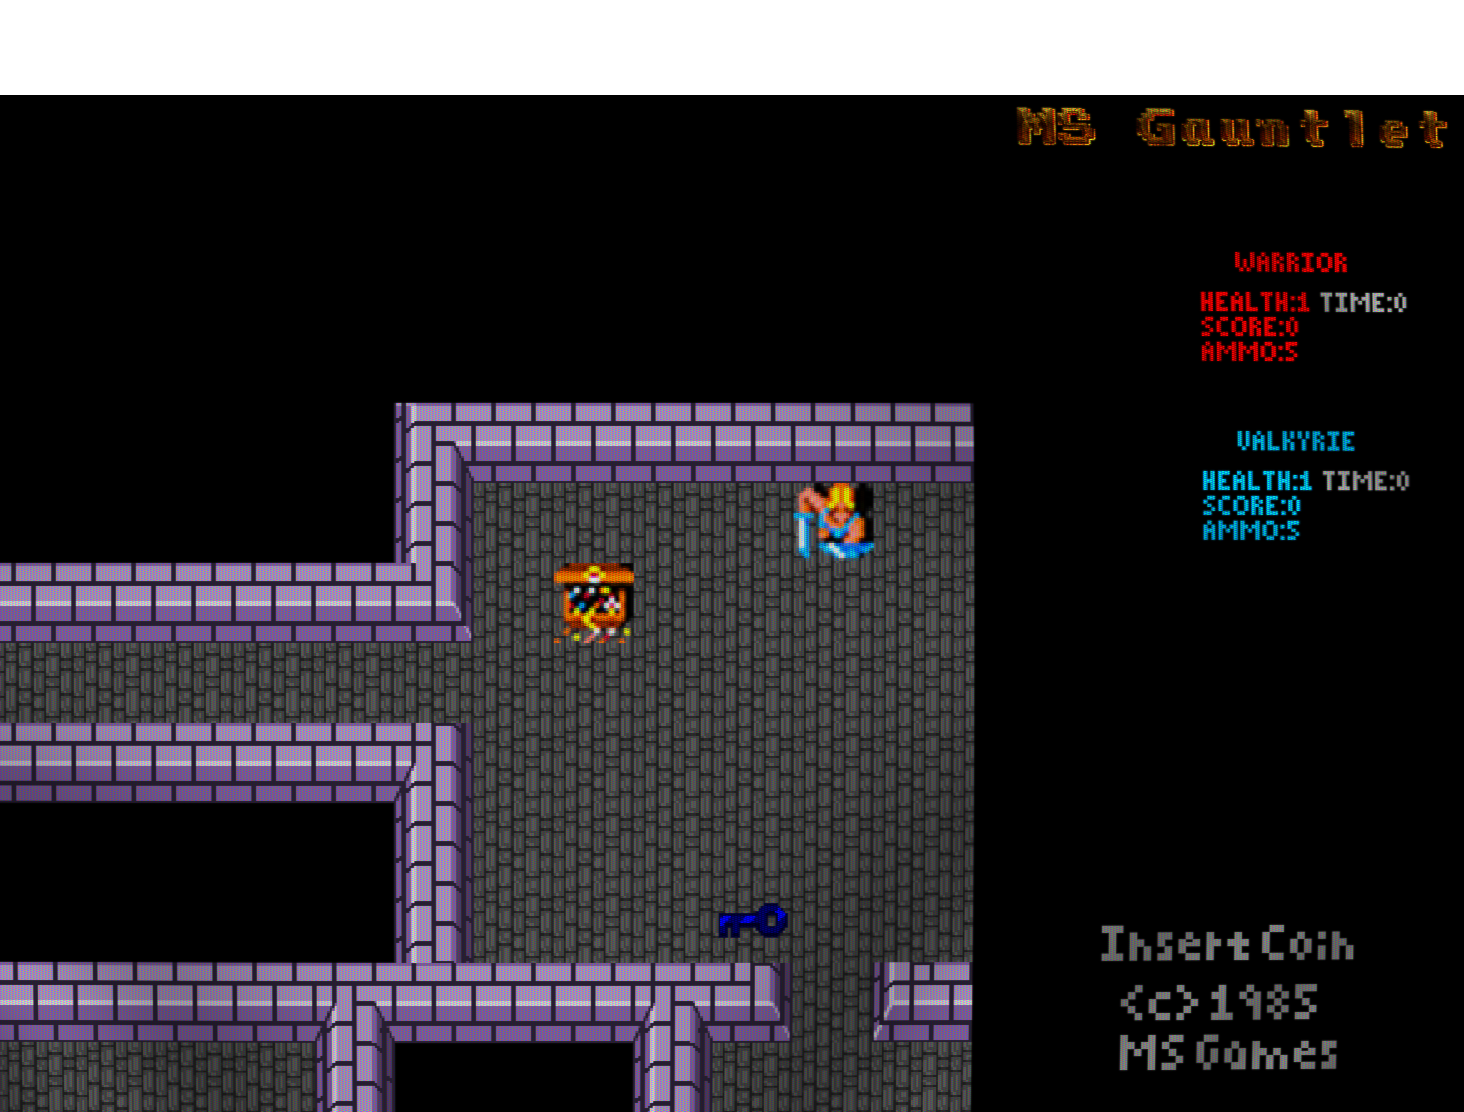 MS Gauntlet
WARRIOR
HEALTH:1 TIME:0
SCORE:0
AMMO:5
VALKYRIE
HEALTH:1 TIME:0
SCORE:0
AMMO:5
Insert Coin
<c> 1985
MS Games